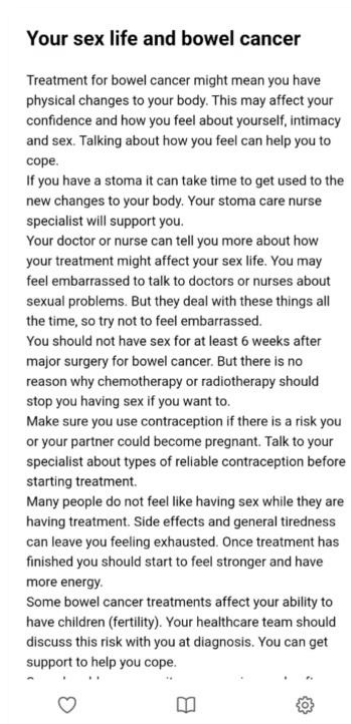 Your sex life and bowel cancer
Treatment for bowel cancer might mean you have
physical changes to your body. This may affect your
confidence and how you feel about yourself, intimacy
and sex. Talking about how you feel can help you to
cope.
If you have a stoma it can take time to get used to the
new changes to your body. Your stoma care nurse
specialist will support you.
Your doctor or nurse can tell you more about how
your treatment might affect your sex life. You may
feel embarrassed to talk to doctors or nurses about
sexual problems. But they deal with these things all
the time, so try not to feel embarrassed.
You should not have sex for at least 6 weeks after
major surgery for bowel cancer. But there is no
reason why chemotherapy or radiotherapy should
stop you having sex if you want to.
Make sure you use contraception if there is a risk you
or your partner could become pregnant. Talk to your
specialist about types of reliable contraception before
starting treatment.
Many people do not feel like having sex while they are
having treatment. Side effects and general tiredness
can leave you feeling exhausted. Once treatment has
finished you should start to feel stronger and have
more energy.
Some bowel cancer treatments affect your ability to
have children (fertility). Your healthcare team should
discuss this risk with you at diagnosis. You can get
support to help you cope.